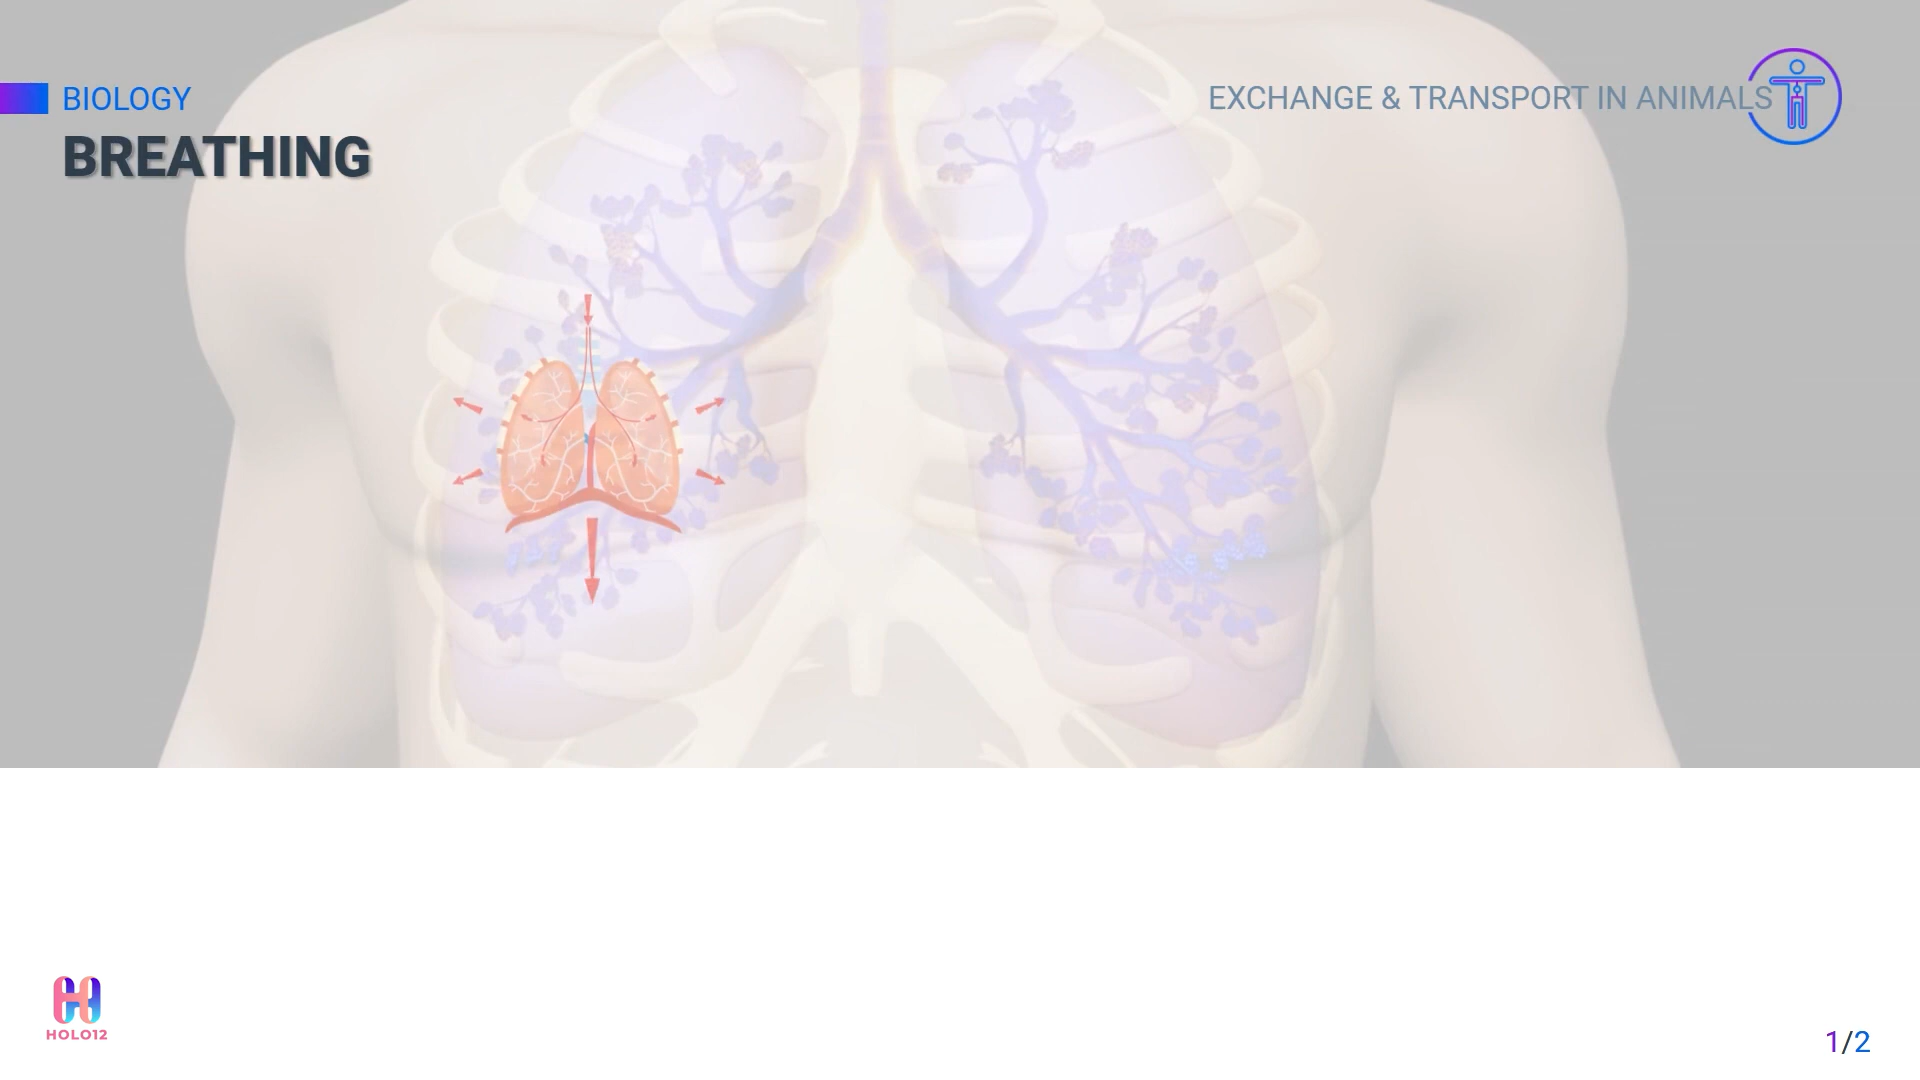 BIOLOGY
EXCHANGE & TRANSPORT IN ANIMALS
BREATHING
HOLO12
1/2